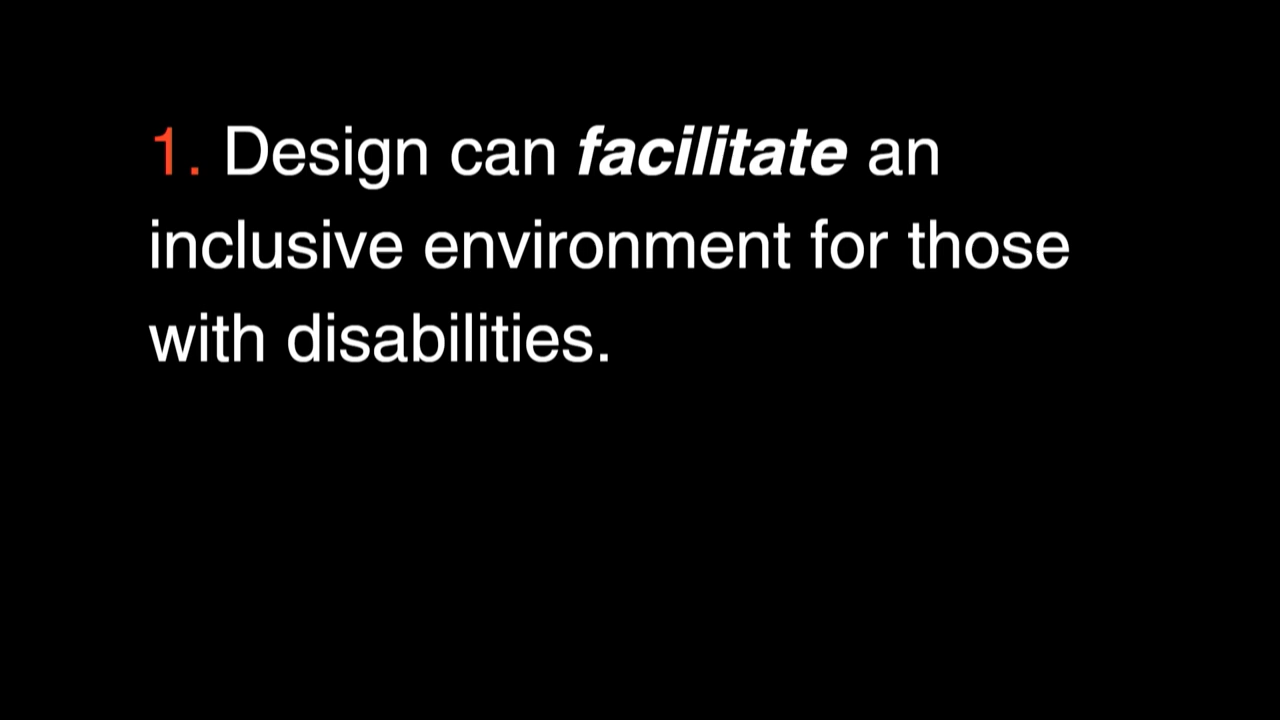 1. Design can facilitate an
inclusive environment for those
with disabilities.